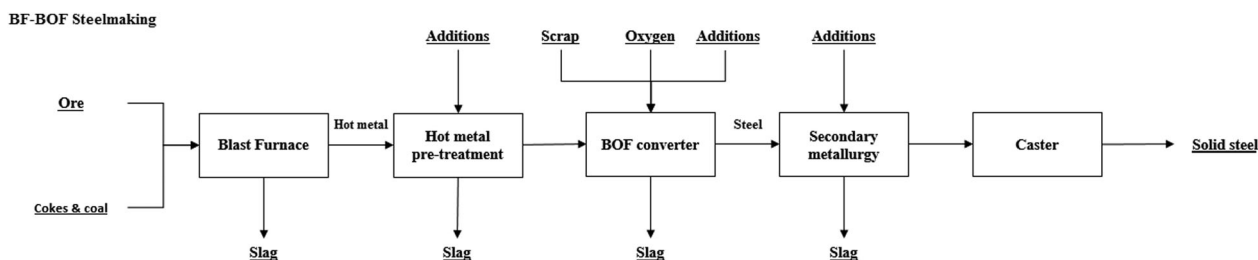 BF-BOF Steelmaking
Additions
Scrap
Oxygen
Additions
Additions
Ore
Cokes & coal
Blast Furnace
Hot metal
Hot metal
pre-treatment
BOF converter
Steel
Secondary
metallurgy
Caster
Solid steel
Slag
Slag
Slag
Slag